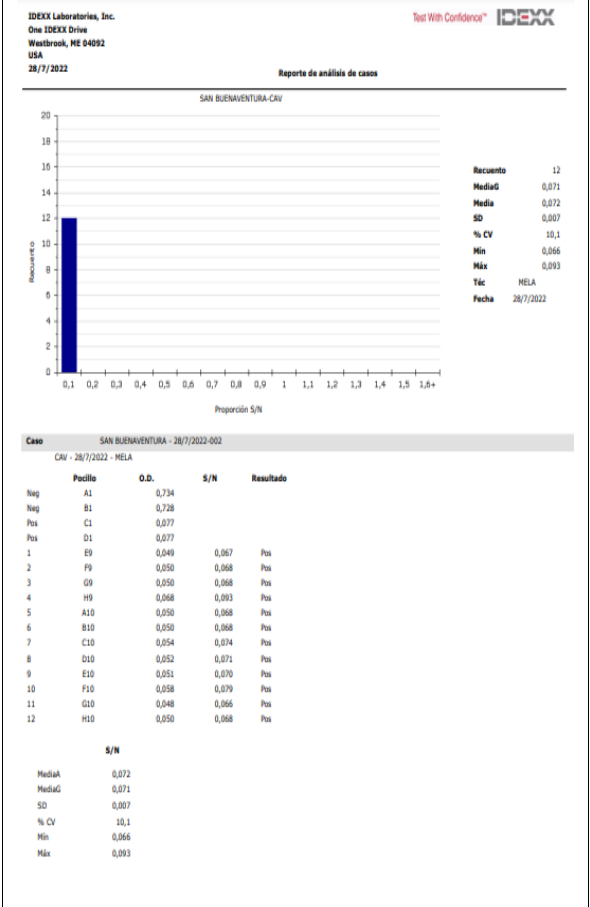 IDEXX Laboratories, Inc.
One IDEXX Drive
Westbrook, ME 04092
USA
28/7/2022
Test With Confidence™ IDEXX
Reporte de análisis de casos
SAN BUENAVENTURA-CAV
20
18
16
14
12
10
8
6
4
2
0
Recuento
0,1 0,2 0,3 0,4 0,5 0,6 0,7 0,8 0,9 1 1,1 1,2 1,3 1,4 1,5 1,6+
Proporción S/N
Recuento 12
MediaG 0,071
Media 0,072
SD 0,007
% CV 10,1
Min 0,066
Máx 0,093
Téc MELA
Fecha 28/7/2022
Caso SAN BUENAVENTURA - 28/7/2022-002
CAV - 28/7/2022 - MELA
Pocillo O.D. S/N Resultado
Neg A1 0,734
Neg B1 0,728
Pos C1 0,077
Pos D1 0,077
1 E9 0,049 0,067 Pos
2 F9 0,050 0,068 Pos
3 G9 0,050 0,068 Pos
4 H9 0,068 0,093 Pos
5 A10 0,050 0,068 Pos
6 B10 0,050 0,068 Pos
7 C10 0,054 0,074 Pos
8 D10 0,052 0,071 Pos
9 E10 0,051 0,070 Pos
10 F10 0,058 0,079 Pos
11 G10 0,048 0,066 Pos
12 H10 0,050 0,068 Pos
S/N
MediaA 0,072
MediaG 0,071
SD 0,007
% CV 10,1
Min 0,066
Máx 0,093